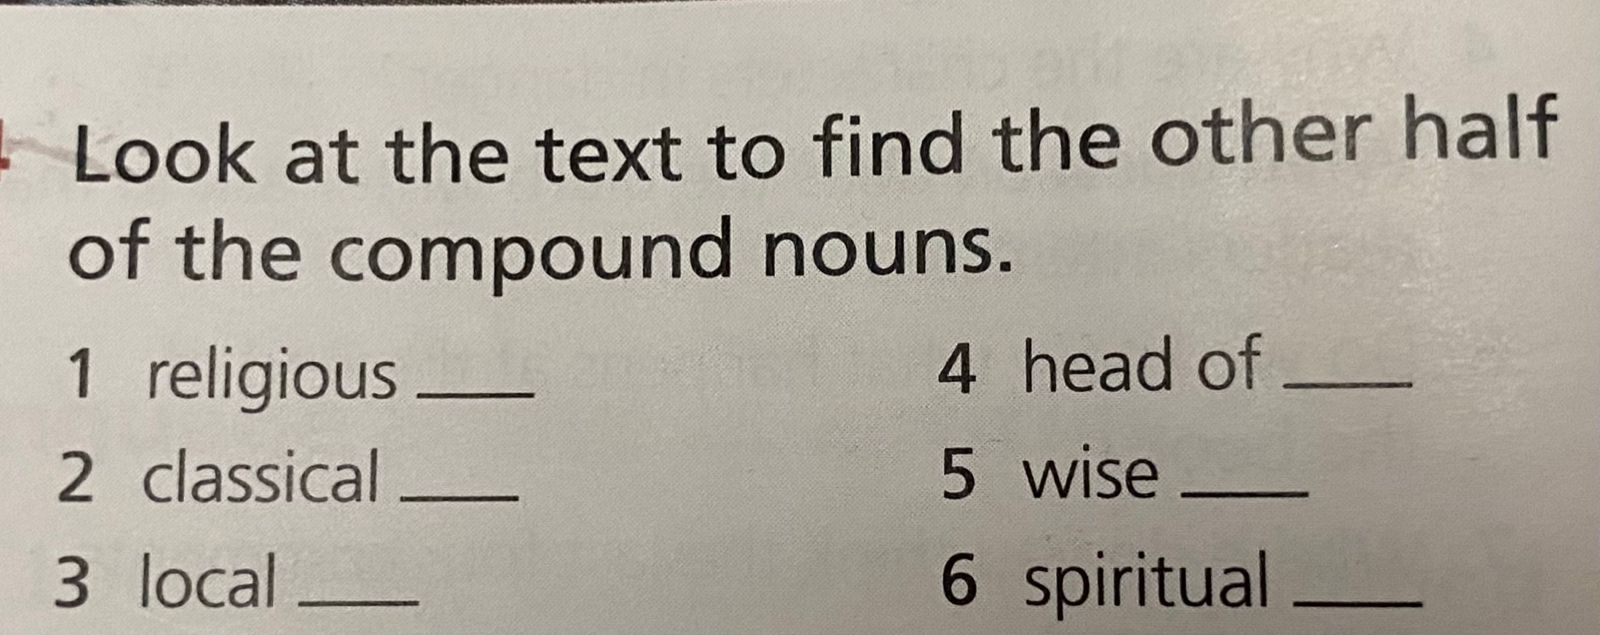 Look at the text to find the other half
of the compound nouns.
1 religious ____
4 head of ____
2 classical ____
5 wise ____
3 local ____
6 spiritual ____